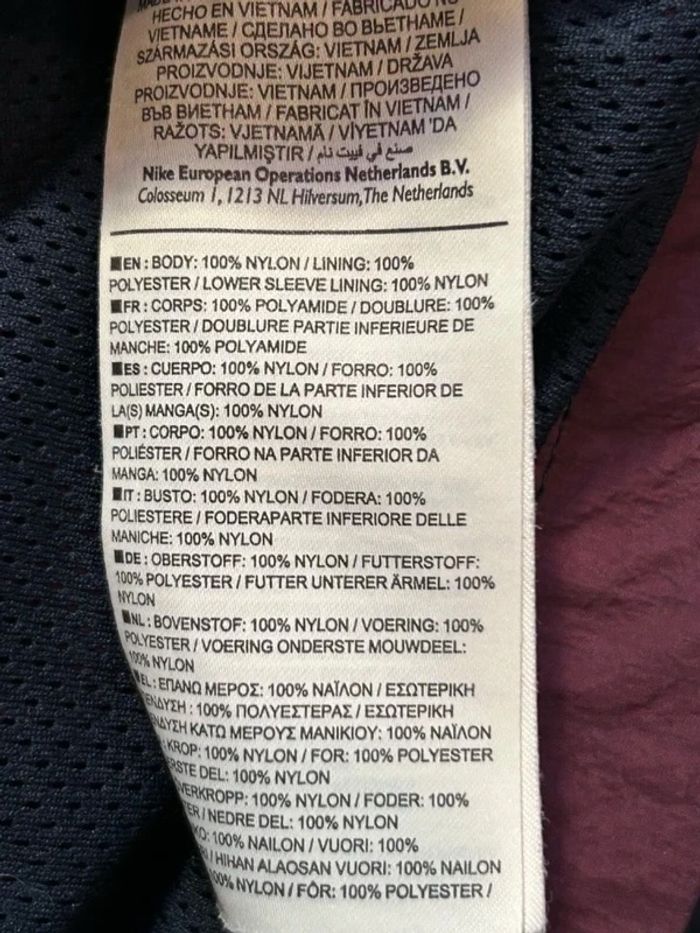 HECHO EN VIETNAM / FABRICADO NO
VIETNAME / СДЕЛАНО ВО ВЬЕТНАМЕ /
SZÁRMAZÁSI ORSZÁG: VIETNAM / ZEMLJA
PROIZVODNJE: VIJETNAM / DRŽAVA
PROIZVODNJE: VIETNAM / ПРОИЗВЕДЕНО
ВЪВ ВИЕТНАМ / FABRICAT ÎN VIETNAM /
RAŽOTS: VJETNAMĀ / VİYETNAM 'DA
YAPILMIŞTIR / صنع في فييت نام
Nike European Operations Netherlands B.V.
Colosseum 1, 1213 NL Hilversum, The Netherlands
EN : BODY: 100% NYLON / LINING: 100%
POLYESTER / LOWER SLEEVE LINING: 100% NYLON
FR : CORPS: 100% POLYAMIDE / DOUBLURE: 100%
POLYESTER / DOUBLURE PARTIE INFERIEURE DE
MANCHE: 100% POLYAMIDE
ES : CUERPO: 100% NYLON / FORRO: 100%
POLIESTER / FORRO DE LA PARTE INFERIOR DE
LA(S) MANGA(S): 100% NYLON
PT : CORPO: 100% NYLON / FORRO: 100%
POLIÉSTER / FORRO NA PARTE INFERIOR DA
MANGA: 100% NYLON
IT : BUSTO: 100% NYLON / FODERA: 100%
POLIESTERE / FODERAPARTE INFERIORE DELLE
MANICHE: 100% NYLON
DE : OBERSTOFF: 100% NYLON / FUTTERSTOFF:
100% POLYESTER / FUTTER UNTERER ÄRMEL: 100%
NYLON
NL : BOVENSTOF: 100% NYLON / VOERING: 100%
POLYESTER / VOERING ONDERSTE MOUWDEEL:
100% NYLON
EL : ΕΠΑΝΩ ΜΕΡΟΣ: 100% ΝΑΪΛΟΝ / ΕΣΩΤΕΡΙΚΗ
ΕΝΔΥΣΗ : 100% ΠΟΛΥΕΣΤΕΡΑΣ / ΕΣΩΤΕΡΙΚΗ
ΝΔΥΣΗ ΚΑΤΩ ΜΕΡΟΥΣ ΜΑΝΙΚΙΟΥ: 100% ΝΑΪΛΟΝ
: KROP: 100% NYLON / FOR: 100% POLYESTER
RSTE DEL: 100% NYLON
VERKROPP: 100% NYLON / FODER: 100%
ER / NEDRE DEL: 100% NYLON
KO: 100% NAILON / VUORI: 100%
/ HIHAN ALAOSAN VUORI: 100% NAILON
100% NYLON / FÔR: 100% POLYESTER /